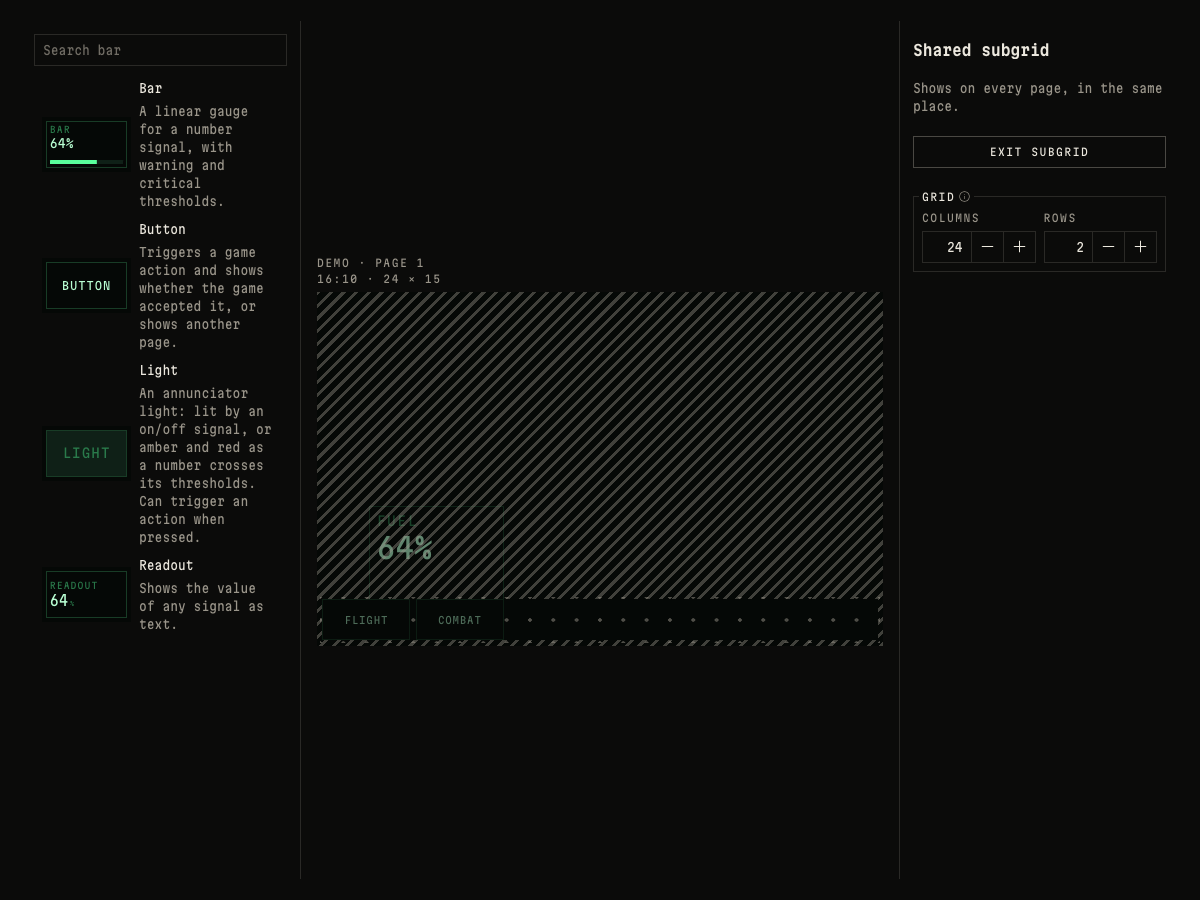 Search bar
BAR
64%
Bar
A linear gauge
for a number
signal, with
warning and
critical
thresholds.
BUTTON
Button
Triggers a game
action and shows
whether the game
accepted it, or
shows another
page.
LIGHT
Light
An annunciator
light: lit by an
on/off signal, or
amber and red as
a number crosses
its thresholds.
Can trigger an
action when
pressed.
READOUT
64%
Readout
Shows the value
of any signal as
text.
DEMO · PAGE 1
16:10 · 24 × 15
FUEL
64%
FLIGHT
COMBAT
Shared subgrid
Shows on every page, in the same
place.
EXIT SUBGRID
GRID
COLUMNS ROWS
24 — + 2 — +